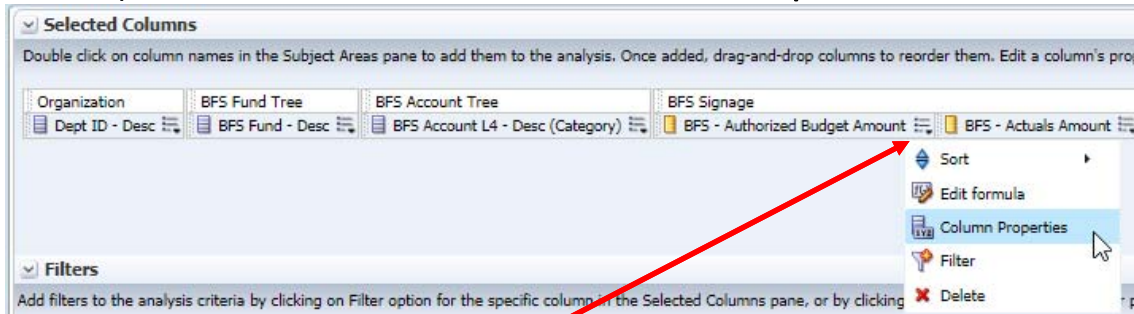 Selected Columns
Double click on column names in the Subject Areas pane to add them to the analysis. Once added, drag-and-drop columns to reorder them. Edit a column's
Organization BFS Fund Tree BFS Account Tree BFS Signage
Dept ID - Desc BFS Fund - Desc BFS Account L4 - Desc (Category) BFS - Authorized Budget Amount BFS - Actuals Amount
Sort
Edit formula
Column Properties
Filter
Filters
Add filters to the analysis criteria by clicking on Filter option for the specific column in the Selected Columns pane, or by clicking
Delete